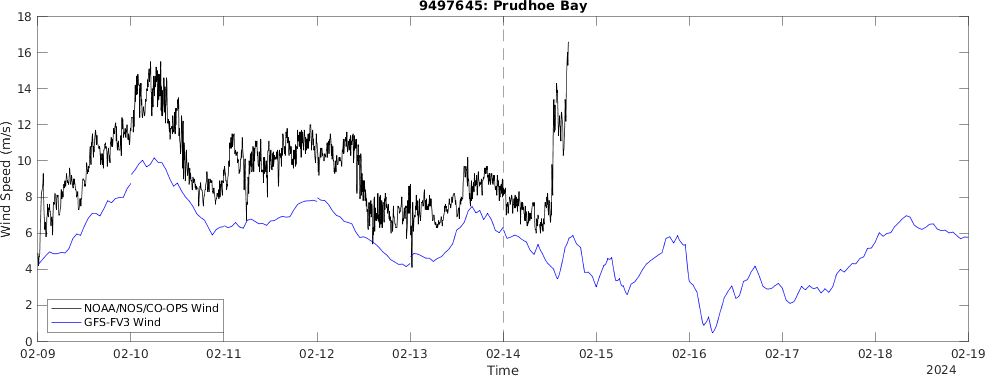 9497645: Prudhoe Bay
Wind Speed (m/s)
18
16
14
12
10
8
6
4
2
0
NOAA/NOS/CO-OPS Wind
GFS-FV3 Wind
02-09 02-10 02-11 02-12 02-13 02-14 02-15 02-16 02-17 02-18 02-19
Time
2024